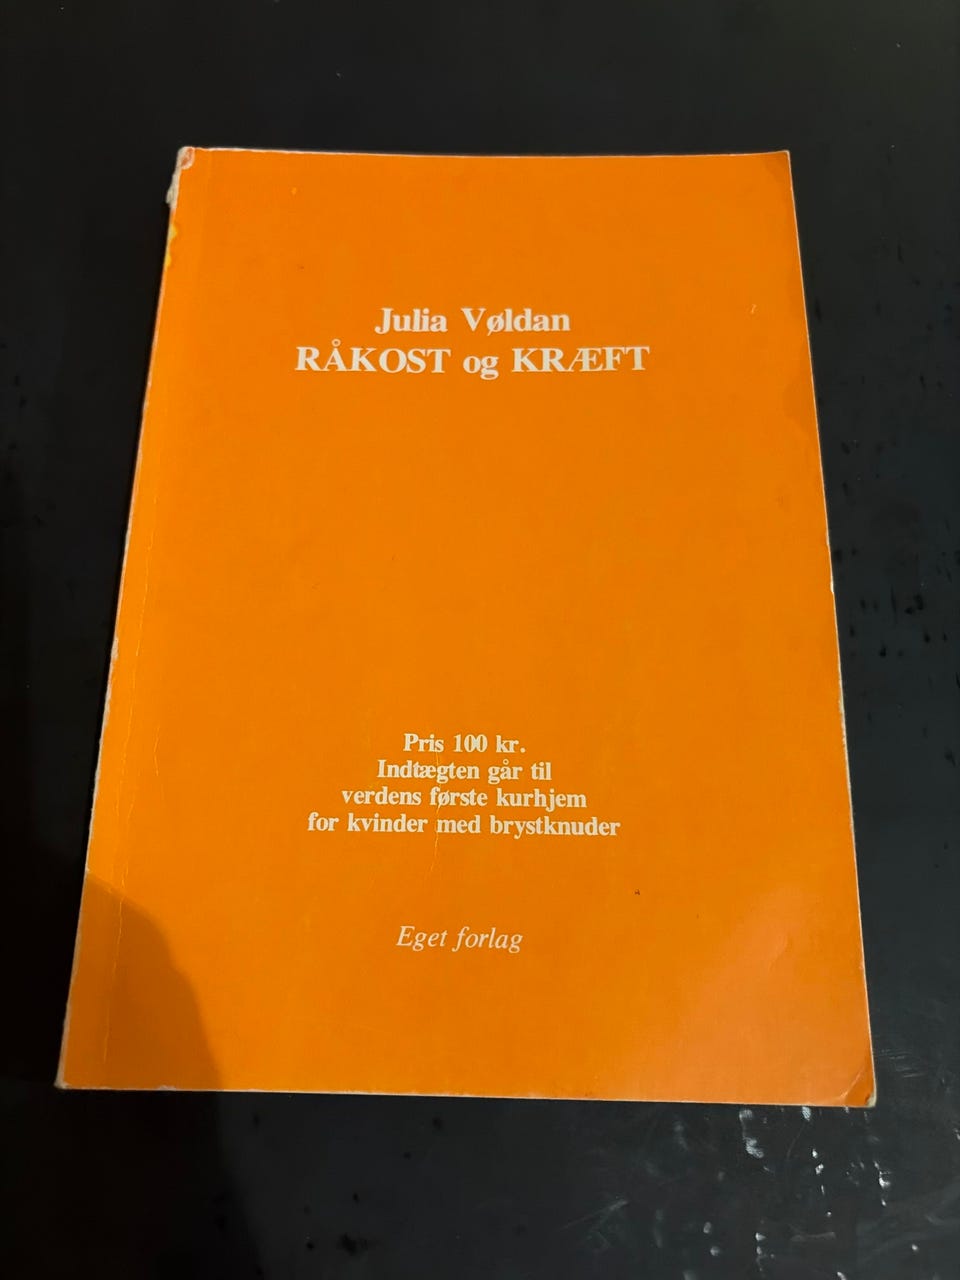 Julia Vøldan
RÅKOST og KRÆFT
Pris 100 kr.
Indtægten går til
verdens første kurhjem
for kvinder med brystknuder
Eget forlag